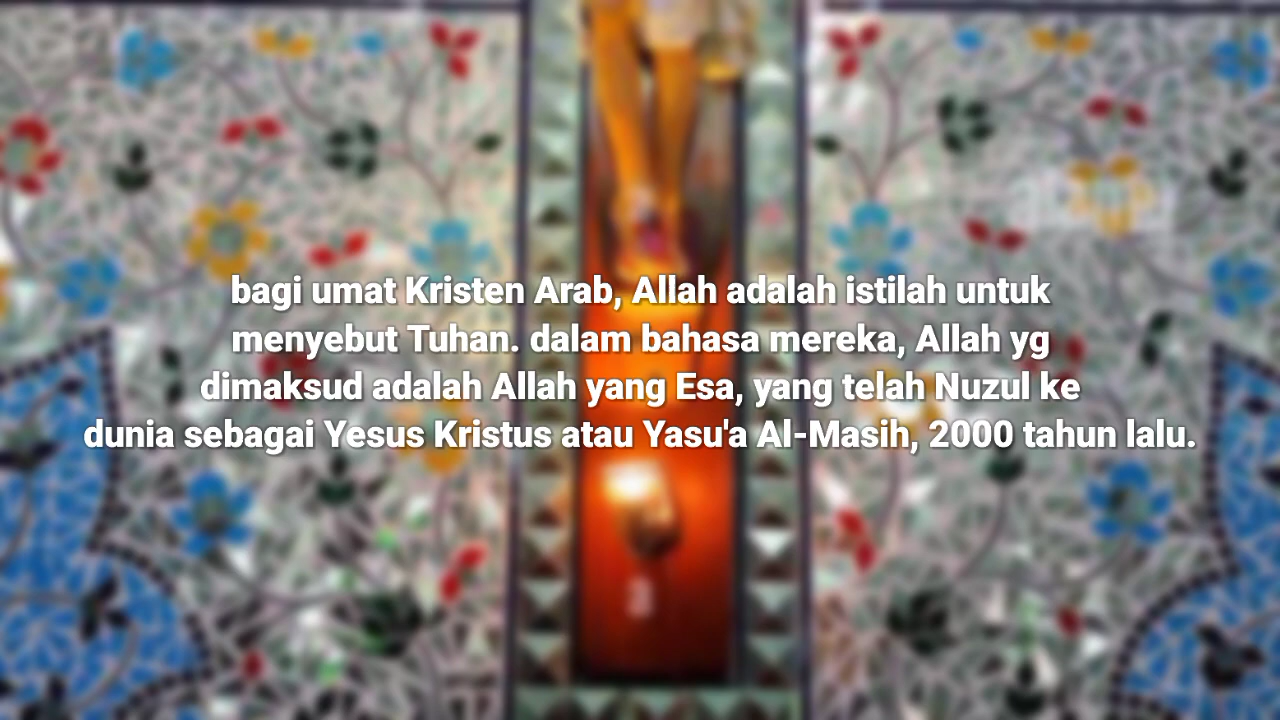 bagi umat Kristen Arab, Allah adalah istilah untuk
menyebut Tuhan. dalam bahasa mereka, Allah yg
dimaksud adalah Allah yang Esa, yang telah Nuzul ke
dunia sebagai Yesus Kristus atau Yasu'a Al-Masih, 2000 tahun lalu.